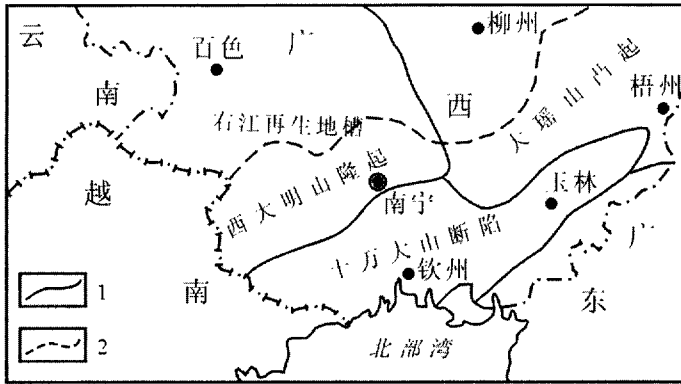 云南
百色
广西
柳州
梧州
大瑶山凸起
右江再生地槽
西大明山隆起
南宁
玉林
越南
十万大山断陷
钦州
广东
北部湾
1
2